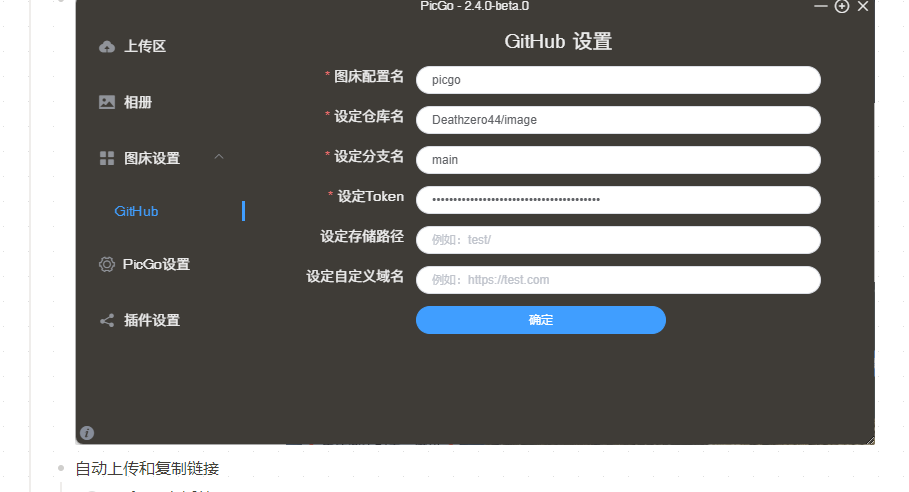 PicGo - 2.4.0-beta.0
上传区
相册
图床设置
GitHub
PicGo设置
插件设置
GitHub 设置
* 图床配置名 picgo
* 设定仓库名 Deathzero44/image
* 设定分支名 main
* 设定Token ••••••••••••••••••••••••••••••••••••••••
设定存储路径 例如：test/
设定自定义域名 例如：https://test.com
确定
自动上传和复制链接